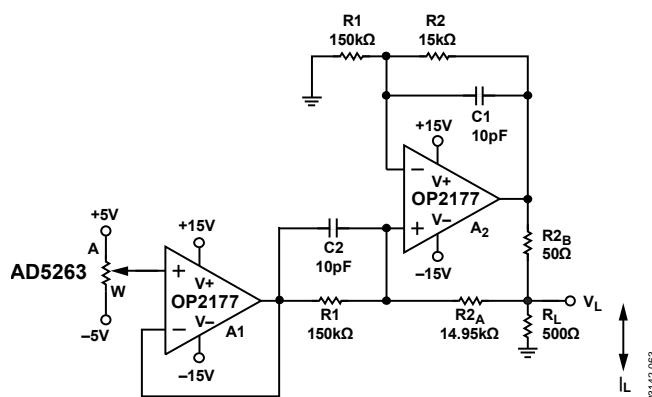 R1
150kΩ
R2
15kΩ
C1
10pF
+15V
V+
−
OP2177
+
V−
A2
−15V
+5V
A
AD5263
W
−5V
+15V
+
V+
OP2177
−
V−
A1
−15V
C2
10pF
R1
150kΩ
R2A
14.95kΩ
R2B
50Ω
VL
RL
500Ω
IL